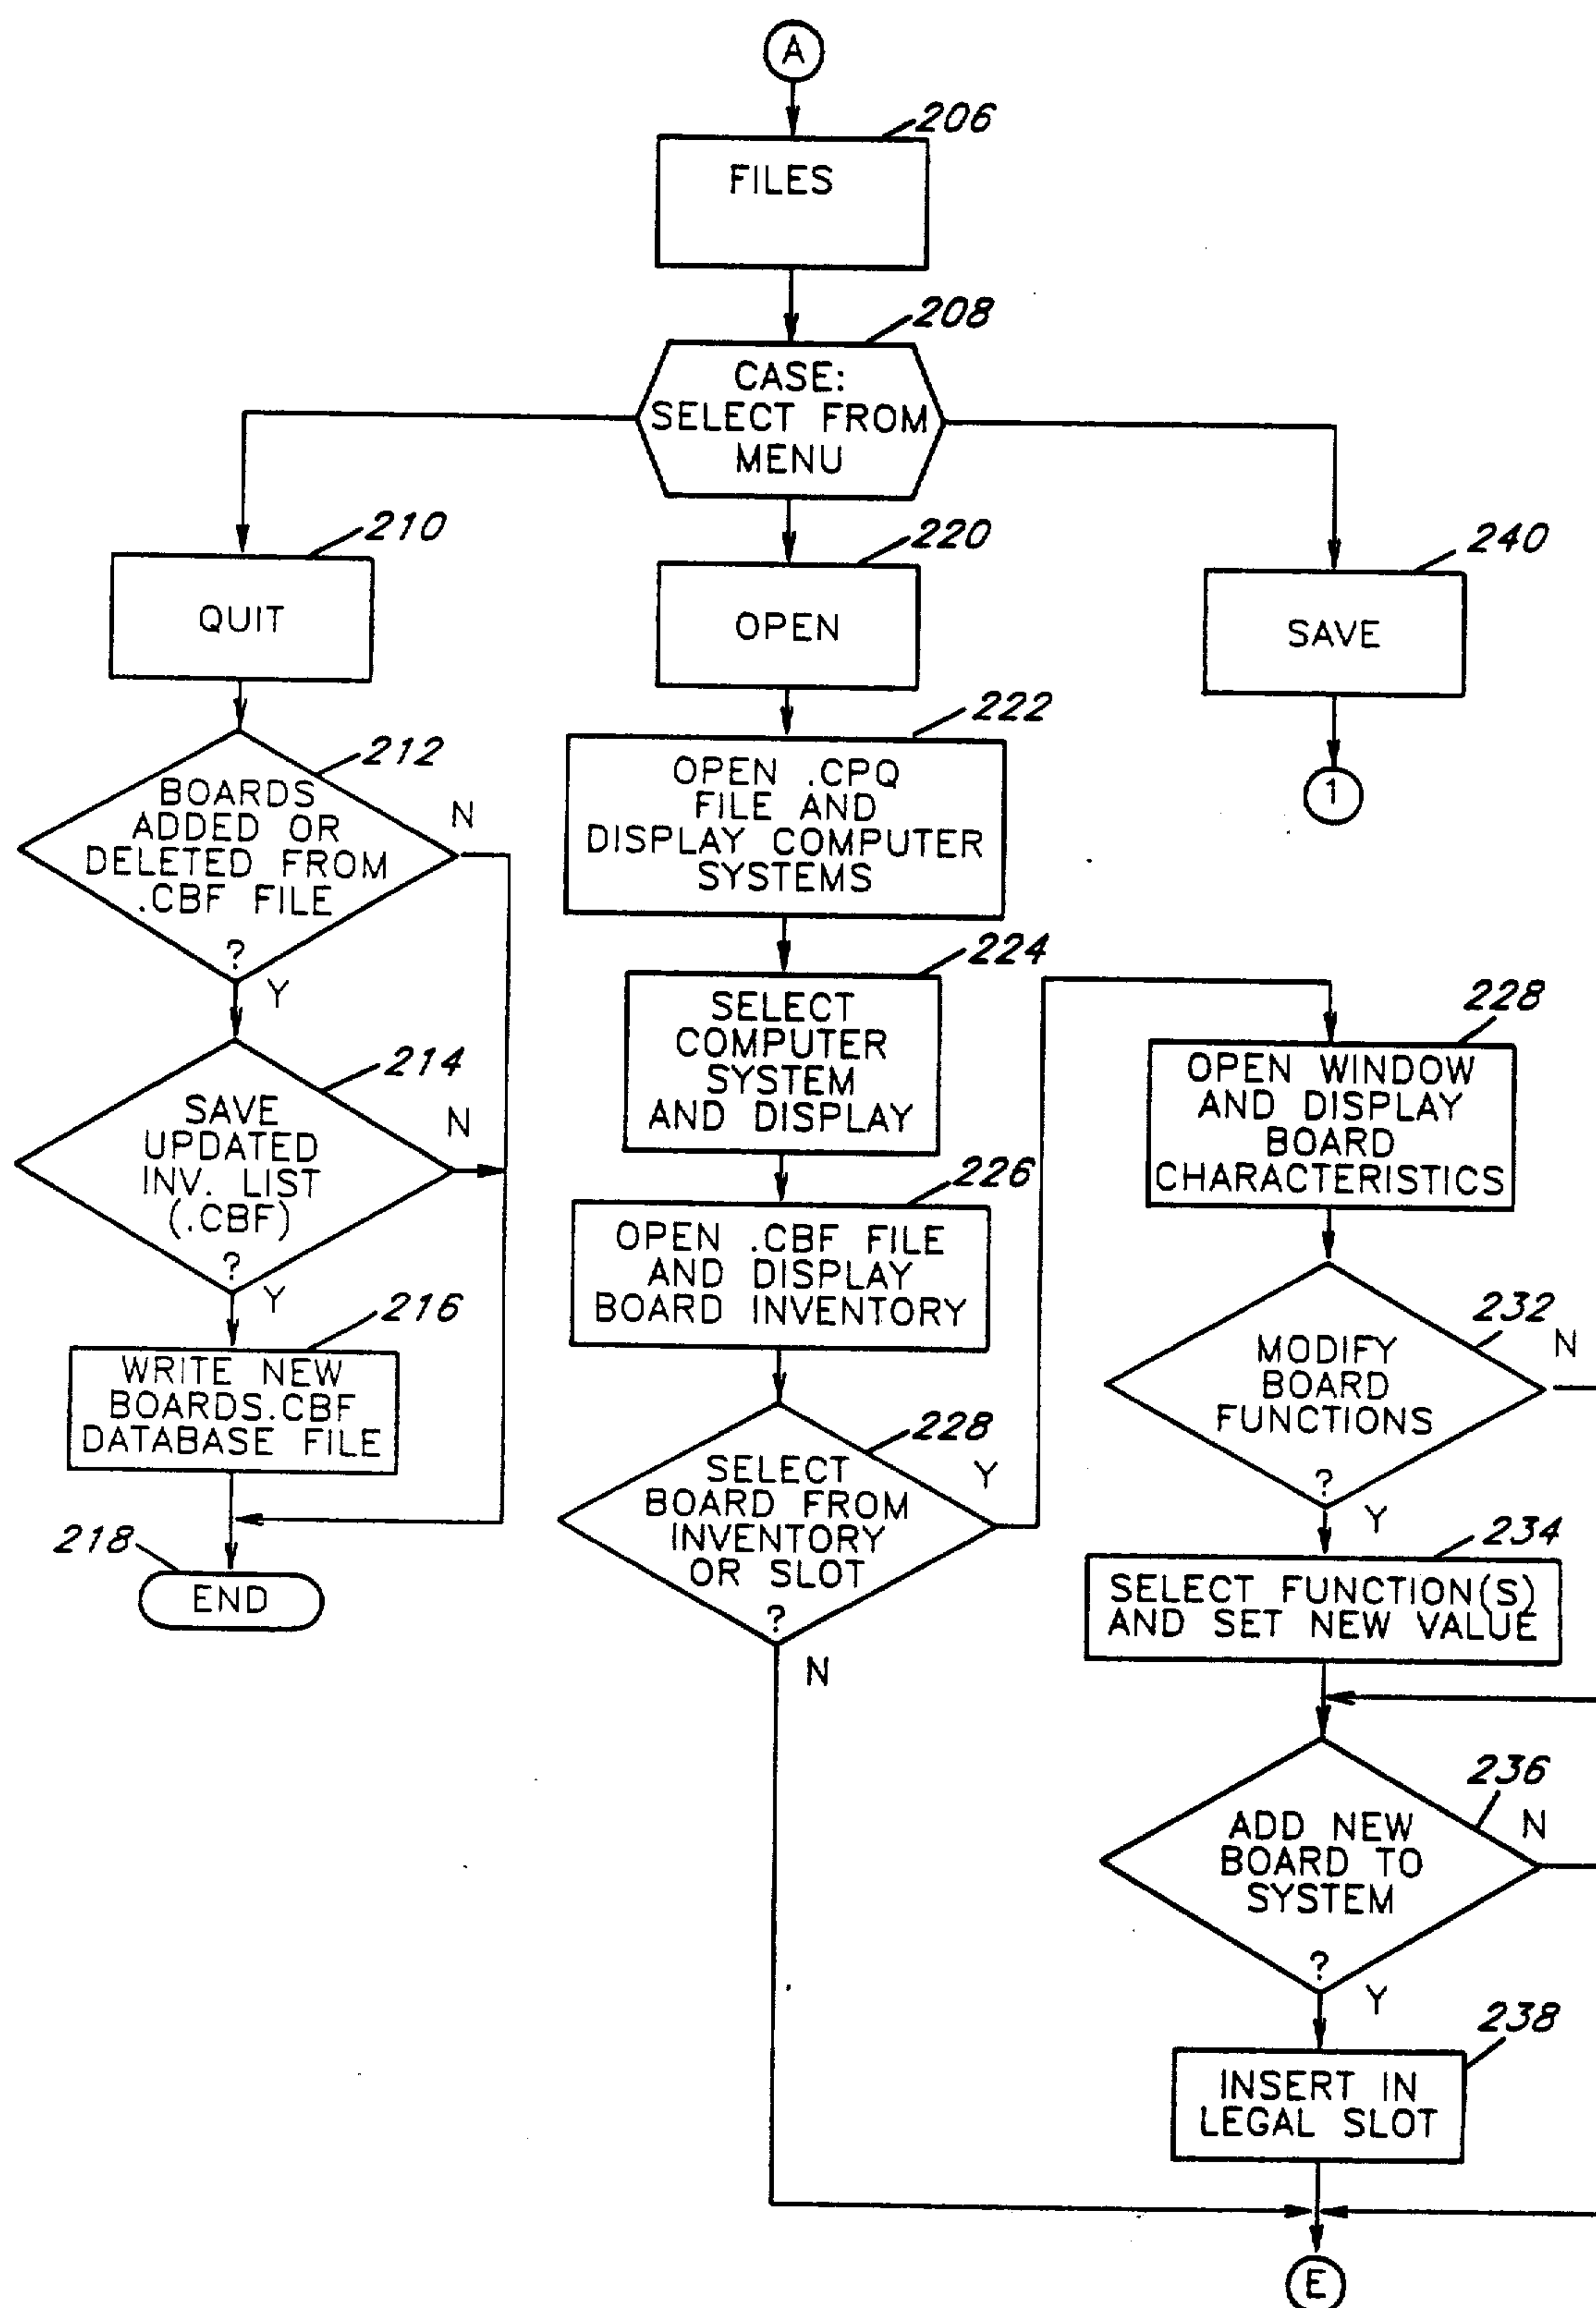 A
206
FILES
208
CASE:
SELECT FROM
MENU
210
QUIT
212
BOARDS
ADDED OR
DELETED FROM
.CBF FILE
?
N
Y
214
SAVE
UPDATED
INV. LIST
(.CBF)
?
N
Y
216
WRITE NEW
BOARDS.CBF
DATABASE FILE
218
END
220
OPEN
222
OPEN .CPQ
FILE AND
DISPLAY COMPUTER
SYSTEMS
224
SELECT
COMPUTER
SYSTEM
AND DISPLAY
226
OPEN .CBF FILE
AND DISPLAY
BOARD INVENTORY
228
SELECT
BOARD FROM
INVENTORY
OR SLOT
?
Y
N
240
SAVE
1
228
OPEN WINDOW
AND DISPLAY
BOARD
CHARACTERISTICS
232
MODIFY
BOARD
FUNCTIONS
?
N
Y
234
SELECT FUNCTION(S)
AND SET NEW VALUE
236
ADD NEW
BOARD TO
SYSTEM
?
N
Y
238
INSERT IN
LEGAL SLOT
E